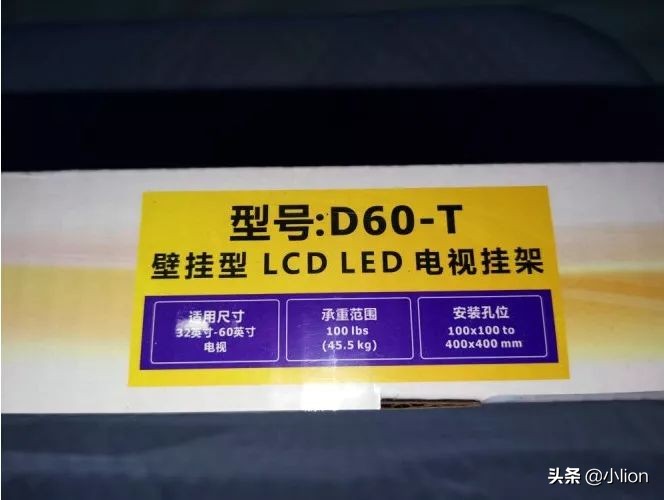 型号:D60-T
壁挂型 LCD LED 电视挂架
适用尺寸
32英寸-60英寸
电视
承重范围
100 lbs
(45.5 kg)
安装孔位
100x100 to
400x400 mm
头条 @小lion